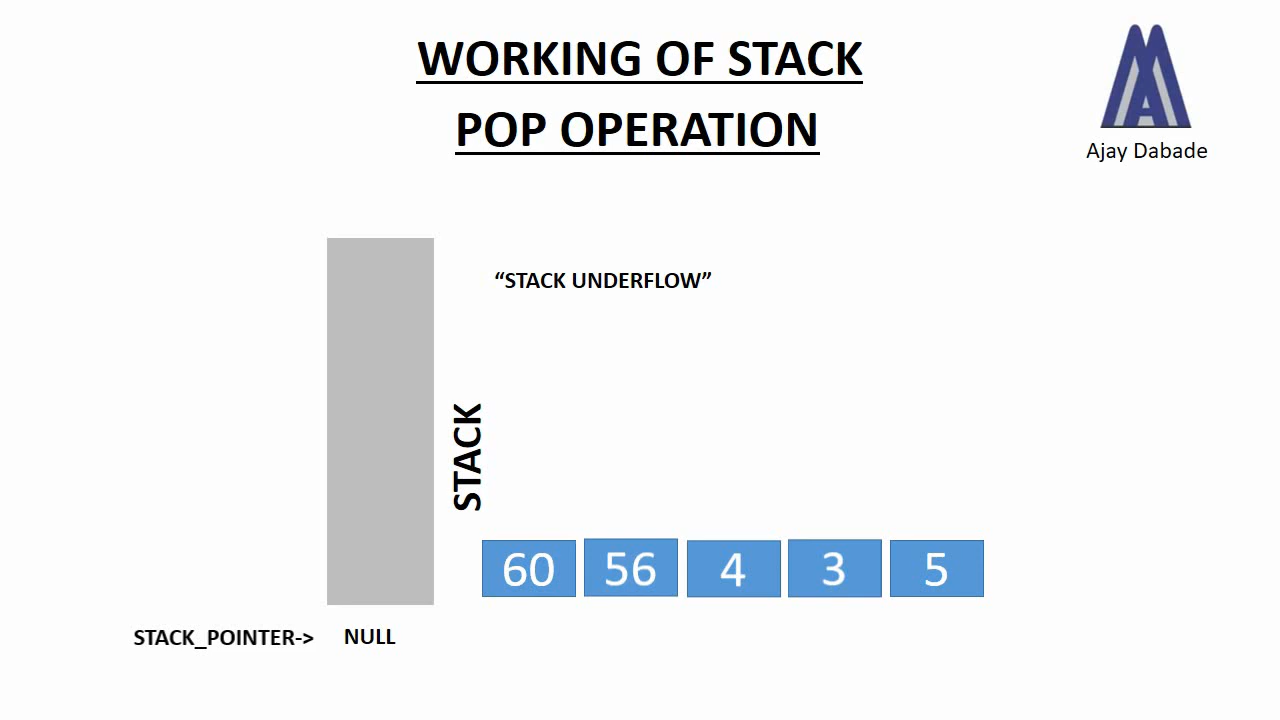 WORKING OF STACK
POP OPERATION
Ajay Dabade
“STACK UNDERFLOW”
STACK
60 56 4 3 5
STACK_POINTER-> NULL